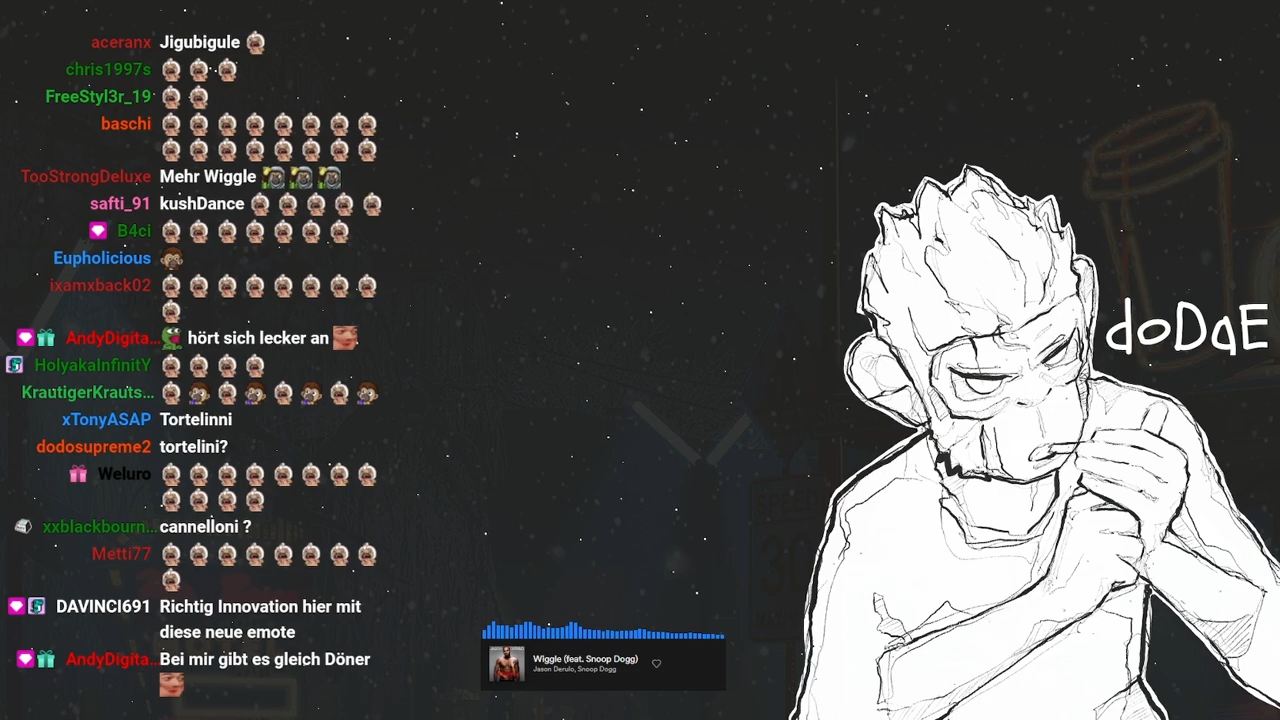 aceranx Jigubigule
chris1997s
FreeStyl3r_19
baschi
TooStrongDeluxe Mehr Wiggle
safti_91 kushDance
B4ci
Eupholicious
ixamxback02
AndyDigita... hört sich lecker an
HolyakaInfinitY
KrautigerKrauts...
xTonyASAP Tortelinni
dodosupreme2 tortelini?
Weluro
xxblackbourn... cannelloni ?
Metti77
DAVINCI691 Richtig Innovation hier mit
diese neue emote
AndyDigita... Bei mir gibt es gleich Döner
doDaE
Wiggle (feat. Snoop Dogg)
Jason Derulo, Snoop Dogg